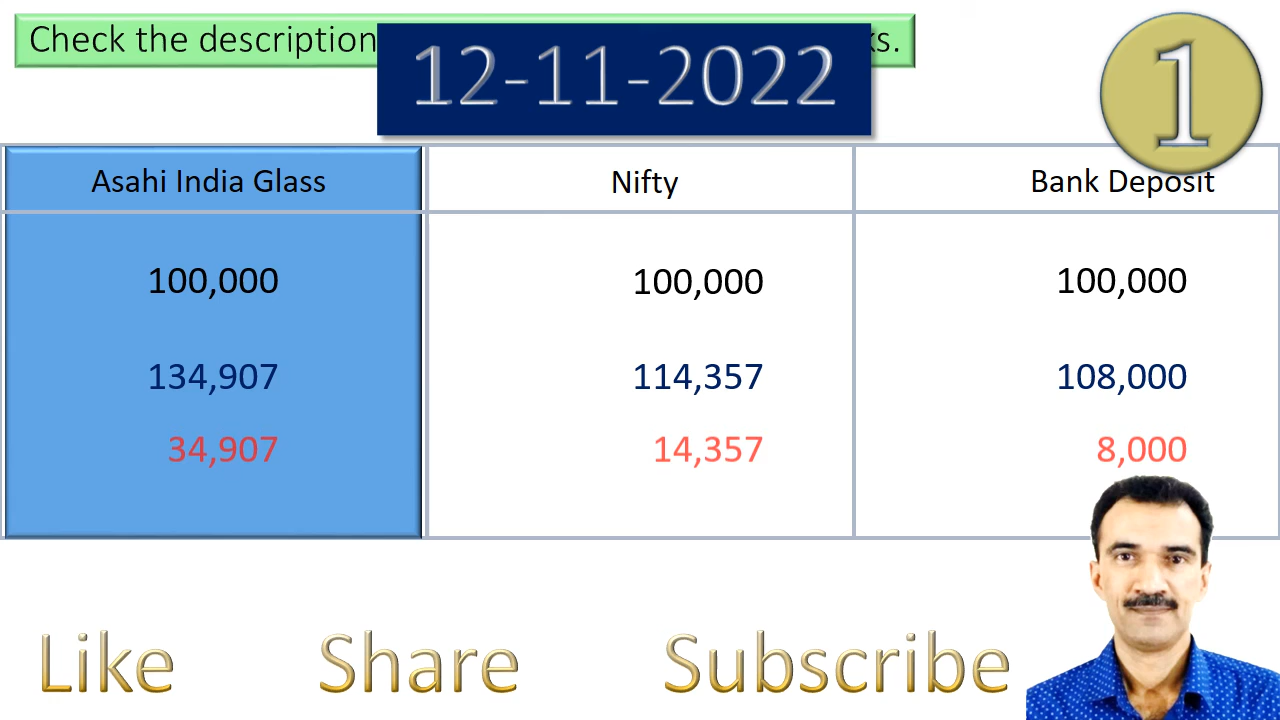 Check the description ks.
12-11-2022
1
Asahi India Glass Nifty Bank Deposit
100,000 100,000 100,000
134,907 114,357 108,000
34,907 14,357 8,000
Like Share Subscribe